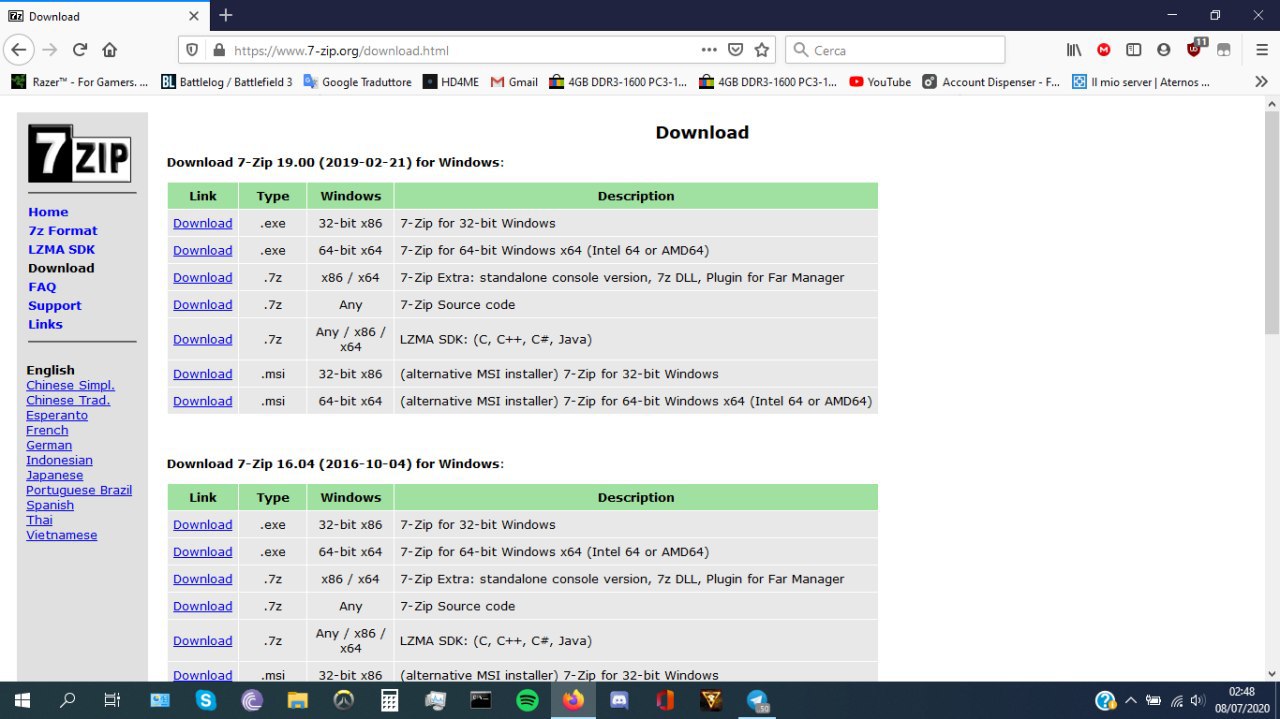 Download
https://www.7-zip.org/download.html
Cerca
11
Razer™ - For Gamers. ...
BL Battlelog / Battlefield 3
Google Traduttore
HD4ME
Gmail
4GB DDR3-1600 PC3-1...
4GB DDR3-1600 PC3-1...
YouTube
Account Dispenser - F...
Il mio server | Aternos ...
7ZIP
Home
7z Format
LZMA SDK
Download
FAQ
Support
Links
English
Chinese Simpl.
Chinese Trad.
Esperanto
French
German
Indonesian
Japanese
Portuguese Brazil
Spanish
Thai
Vietnamese
Download
Download 7-Zip 19.00 (2019-02-21) for Windows:
Link Type Windows Description
Download .exe 32-bit x86 7-Zip for 32-bit Windows
Download .exe 64-bit x64 7-Zip for 64-bit Windows x64 (Intel 64 or AMD64)
Download .7z x86 / x64 7-Zip Extra: standalone console version, 7z DLL, Plugin for Far Manager
Download .7z Any 7-Zip Source code
Download .7z Any / x86 / x64 LZMA SDK: (C, C++, C#, Java)
Download .msi 32-bit x86 (alternative MSI installer) 7-Zip for 32-bit Windows
Download .msi 64-bit x64 (alternative MSI installer) 7-Zip for 64-bit Windows x64 (Intel 64 or AMD64)
Download 7-Zip 16.04 (2016-10-04) for Windows:
Link Type Windows Description
Download .exe 32-bit x86 7-Zip for 32-bit Windows
Download .exe 64-bit x64 7-Zip for 64-bit Windows x64 (Intel 64 or AMD64)
Download .7z x86 / x64 7-Zip Extra: standalone console version, 7z DLL, Plugin for Far Manager
Download .7z Any 7-Zip Source code
Download .7z Any / x86 / x64 LZMA SDK: (C, C++, C#, Java)
Download .msi 32-bit x86 (alternative MSI installer) 7-Zip for 32-bit Windows
02:48
08/07/2020